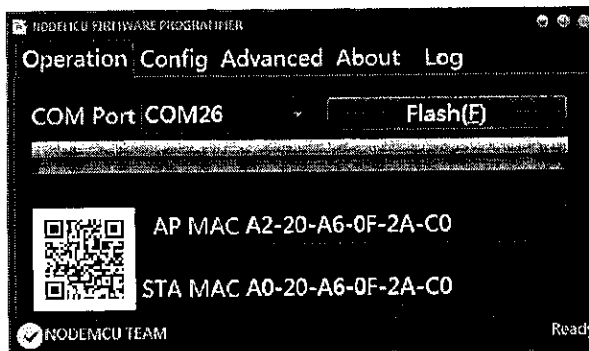 NODEMCU FIRMWARE PROGRAMMER
Operation Config Advanced About Log
COM Port COM26 Flash(F)
AP MAC A2-20-A6-0F-2A-C0
STA MAC A0-20-A6-0F-2A-C0
NODEMCU TEAM Ready